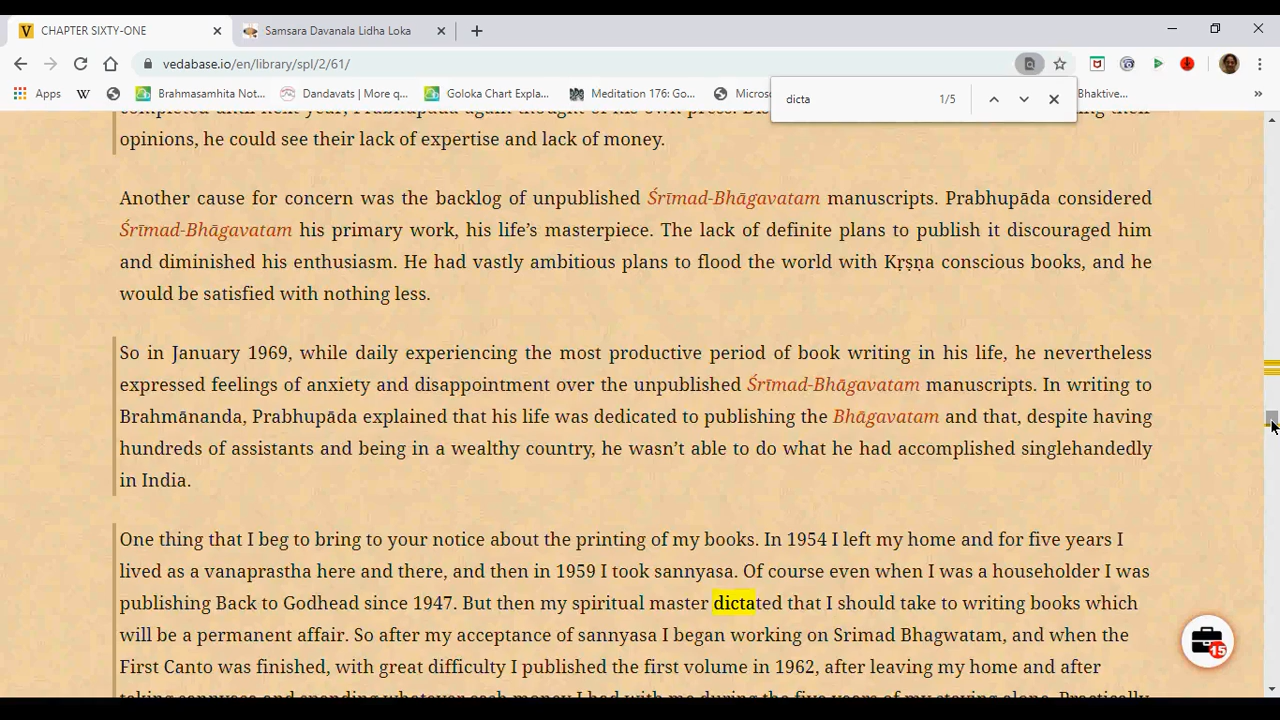 CHAPTER SIXTY-ONE
Samsara Davanala Lidha Loka
vedabase.io/en/library/spl/2/61/
Apps
Brahmasamhita Not...
Dandavats | More q...
Goloka Chart Expla...
Meditation 176: Go...
Bhaktive...
dicta
1/5
opinions, he could see their lack of expertise and lack of money.
Another cause for concern was the backlog of unpublished Śrīmad-Bhāgavatam manuscripts. Prabhupāda considered
Śrīmad-Bhāgavatam his primary work, his life’s masterpiece. The lack of definite plans to publish it discouraged him
and diminished his enthusiasm. He had vastly ambitious plans to flood the world with Kṛṣṇa conscious books, and he
would be satisfied with nothing less.
So in January 1969, while daily experiencing the most productive period of book writing in his life, he nevertheless
expressed feelings of anxiety and disappointment over the unpublished Śrīmad-Bhāgavatam manuscripts. In writing to
Brahmānanda, Prabhupāda explained that his life was dedicated to publishing the Bhāgavatam and that, despite having
hundreds of assistants and being in a wealthy country, he wasn’t able to do what he had accomplished singlehandedly
in India.
One thing that I beg to bring to your notice about the printing of my books. In 1954 I left my home and for five years I
lived as a vanaprastha here and there, and then in 1959 I took sannyasa. Of course even when I was a householder I was
publishing Back to Godhead since 1947. But then my spiritual master dictated that I should take to writing books which
will be a permanent affair. So after my acceptance of sannyasa I began working on Srimad Bhagwatam, and when the
First Canto was finished, with great difficulty I published the first volume in 1962, after leaving my home and after
15